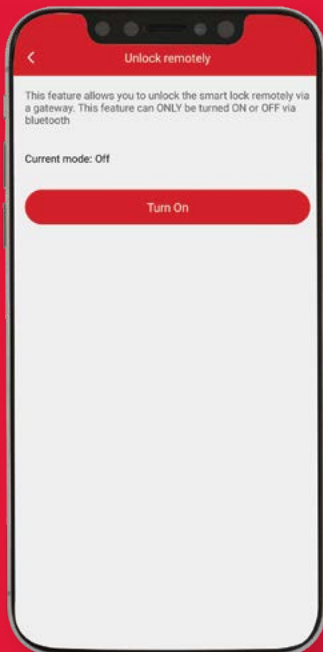 Unlock remotely
This feature allows you to unlock the smart lock remotely via
a gateway. This feature can ONLY be turned ON or OFF via
bluetooth
Current mode: Off
Turn On